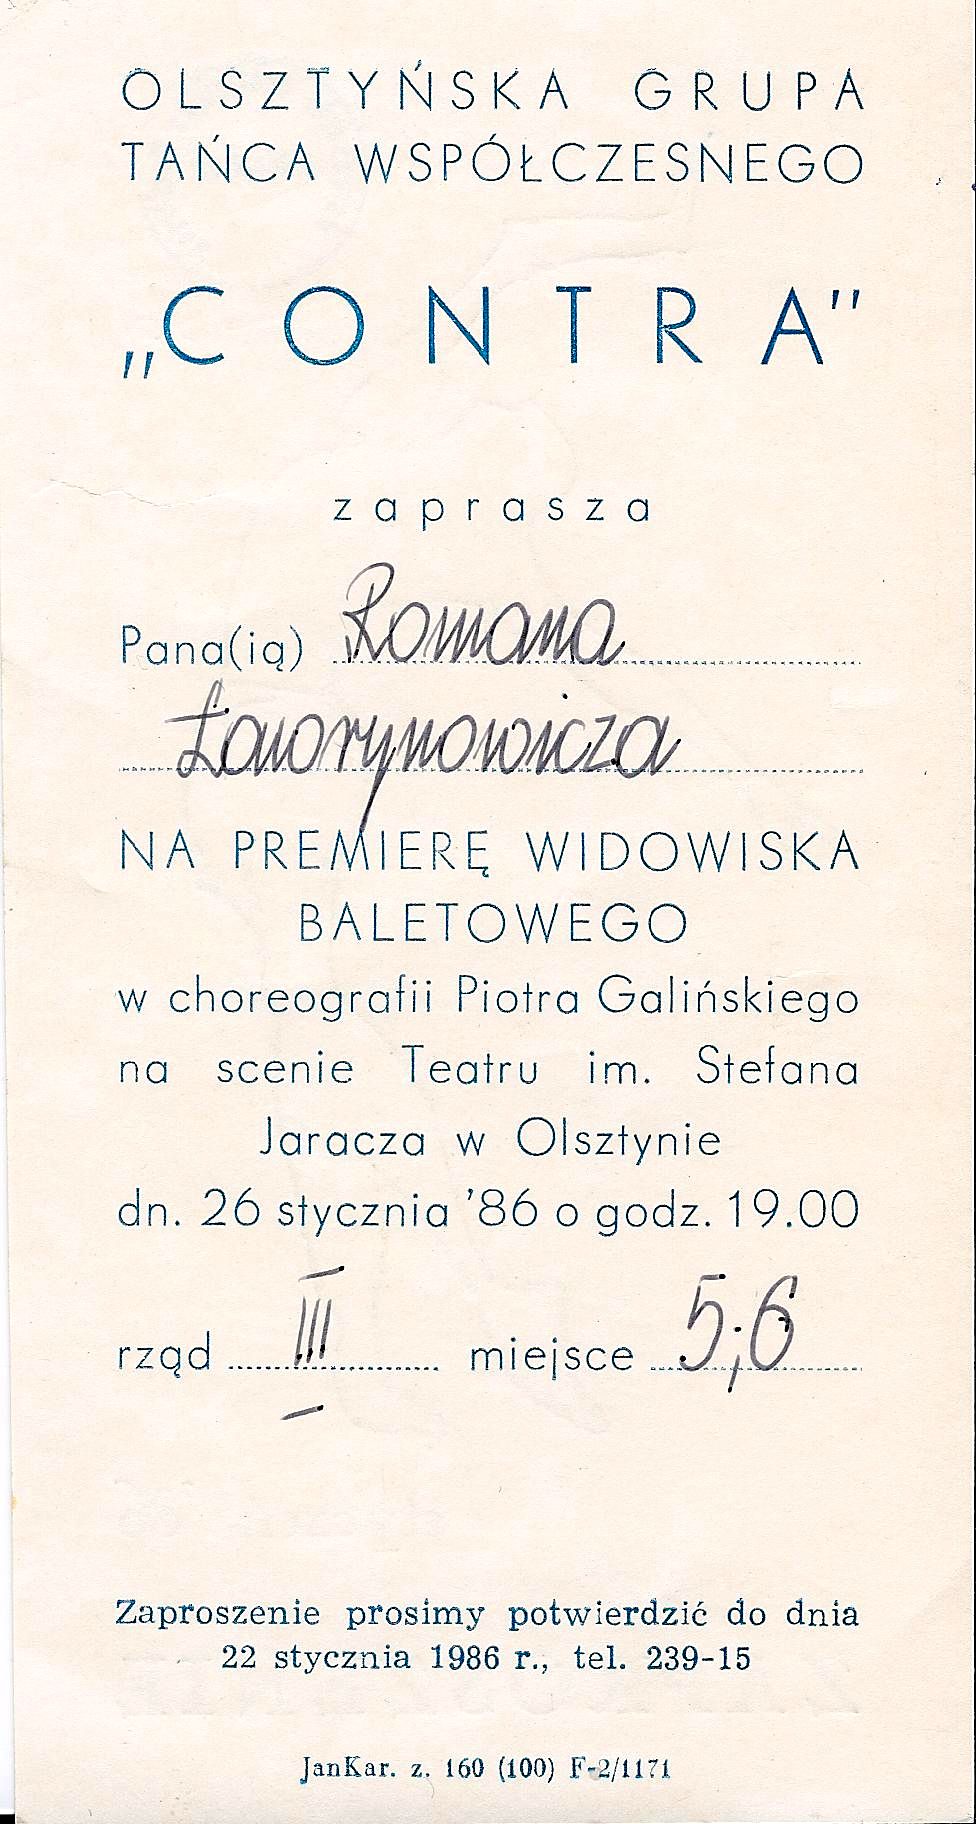 OLSZTYŃSKA GRUPA
TAŃCA WSPÓŁCZESNEGO
„CONTRA"
zaprasza
Pana(ią) Romana
Ławrynowicza
NA PREMIERĘ WIDOWISKA
BALETOWEGO
w choreografii Piotra Galińskiego
na scenie Teatru im. Stefana
Jaracza w Olsztynie
dn. 26 stycznia '86 o godz. 19.00
rząd III miejsce 5;6
Zaproszenie prosimy potwierdzić do dnia
22 stycznia 1986 r., tel. 239-15
JanKar. z. 160 (100) F-2/1171